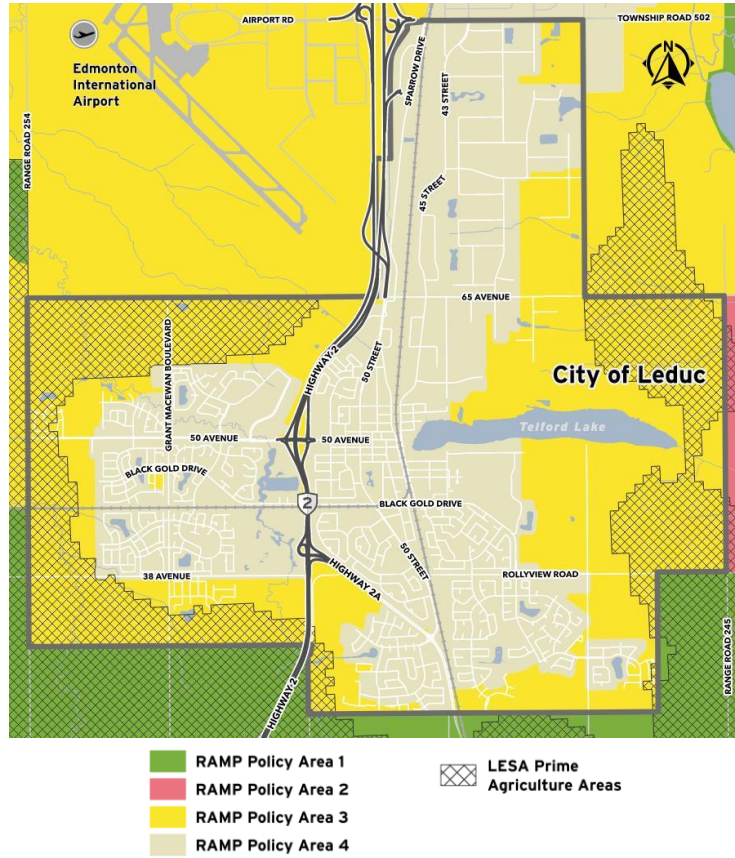 AIRPORT RD
TOWNSHIP ROAD 502
N
Edmonton
International
Airport
SPARROW DRIVE
43 STREET
RANGE ROAD 254
45 STREET
65 AVENUE
GRANT MACEWAN BOULEVARD
HIGHWAY 2
50 STREET
City of Leduc
Telford Lake
50 AVENUE
50 AVENUE
BLACK GOLD DRIVE
2
BLACK GOLD DRIVE
50 STREET
38 AVENUE
HIGHWAY 2A
ROLLYVIEW ROAD
RANGE ROAD 245
HIGHWAY 2
RAMP Policy Area 1
RAMP Policy Area 2
RAMP Policy Area 3
RAMP Policy Area 4
LESA Prime
Agriculture Areas